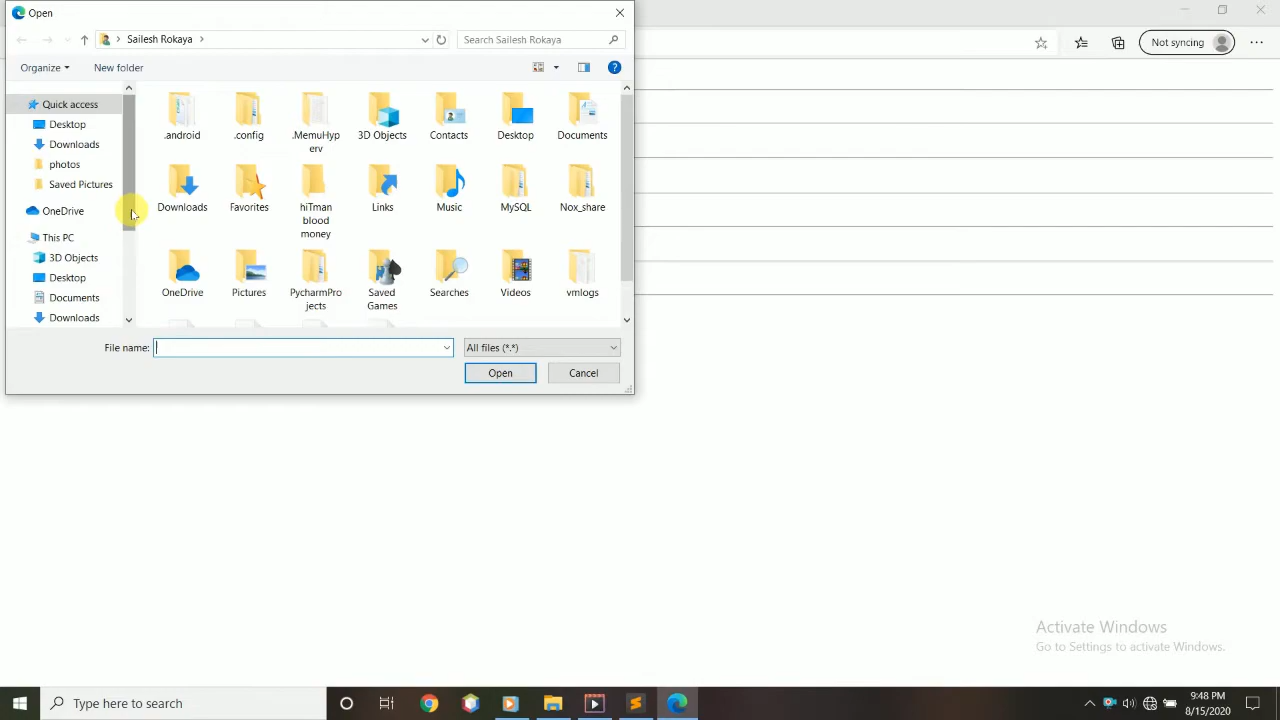 Open
Sailesh Rokaya
Search Sailesh Rokaya
Not syncing
Organize
New folder
Quick access
Desktop
Downloads
photos
Saved Pictures
OneDrive
This PC
3D Objects
Desktop
Documents
Downloads
.android
.config
.MemuHyp
erv
3D Objects
Contacts
Desktop
Documents
Downloads
Favorites
hiTman
blood
money
Links
Music
MySQL
Nox_share
OneDrive
Pictures
PycharmPro
jects
Saved
Games
Searches
Videos
vmlogs
File name:
All files (*.*)
Open
Cancel
Activate Windows
Go to Settings to activate Windows.
Type here to search
9:48 PM
8/15/2020